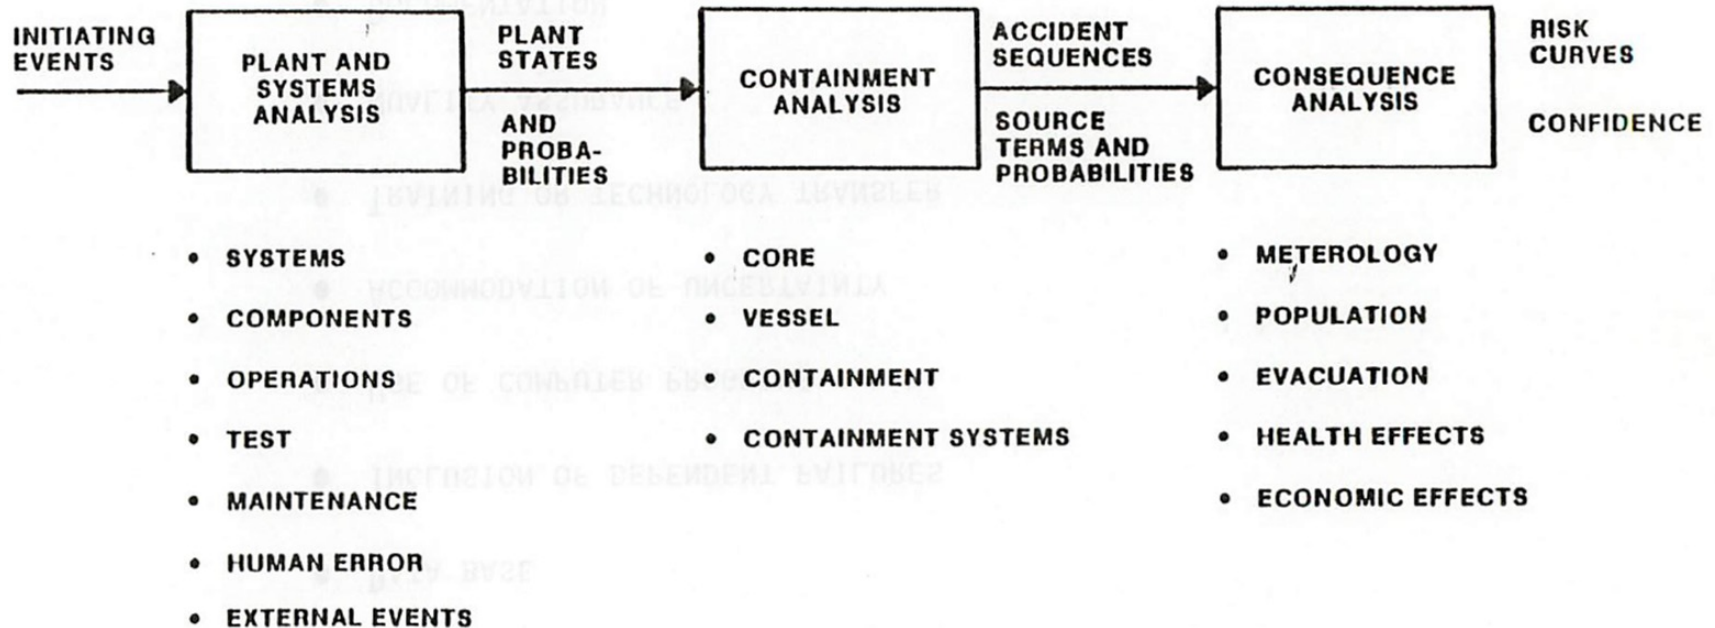 INITIATING
EVENTS
PLANT AND
SYSTEMS
ANALYSIS
PLANT
STATES
AND
PROBA-
BILITIES
CONTAINMENT
ANALYSIS
ACCIDENT
SEQUENCES
SOURCE
TERMS AND
PROBABILITIES
CONSEQUENCE
ANALYSIS
RISK
CURVES
CONFIDENCE
• SYSTEMS
• COMPONENTS
• OPERATIONS
• TEST
• MAINTENANCE
• HUMAN ERROR
• EXTERNAL EVENTS
• CORE
• VESSEL
• CONTAINMENT
• CONTAINMENT SYSTEMS
• METEROLOGY
• POPULATION
• EVACUATION
• HEALTH EFFECTS
• ECONOMIC EFFECTS